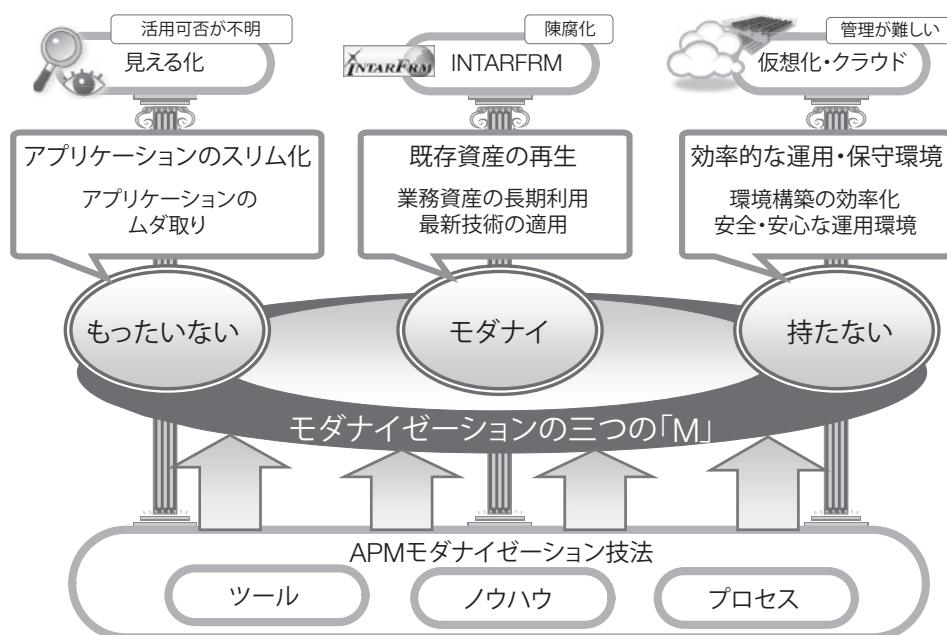 活用可否が不明
見える化
陳腐化
INTARFRM
INTARFRM
管理が難しい
仮想化・クラウド
アプリケーションのスリム化
アプリケーションの
ムダ取り
既存資産の再生
業務資産の長期利用
最新技術の適用
効率的な運用・保守環境
環境構築の効率化
安全・安心な運用環境
もったいない
モダナイ
持たない
モダナイゼーションの三つの「M」
APMモダナイゼーション技法
ツール
ノウハウ
プロセス